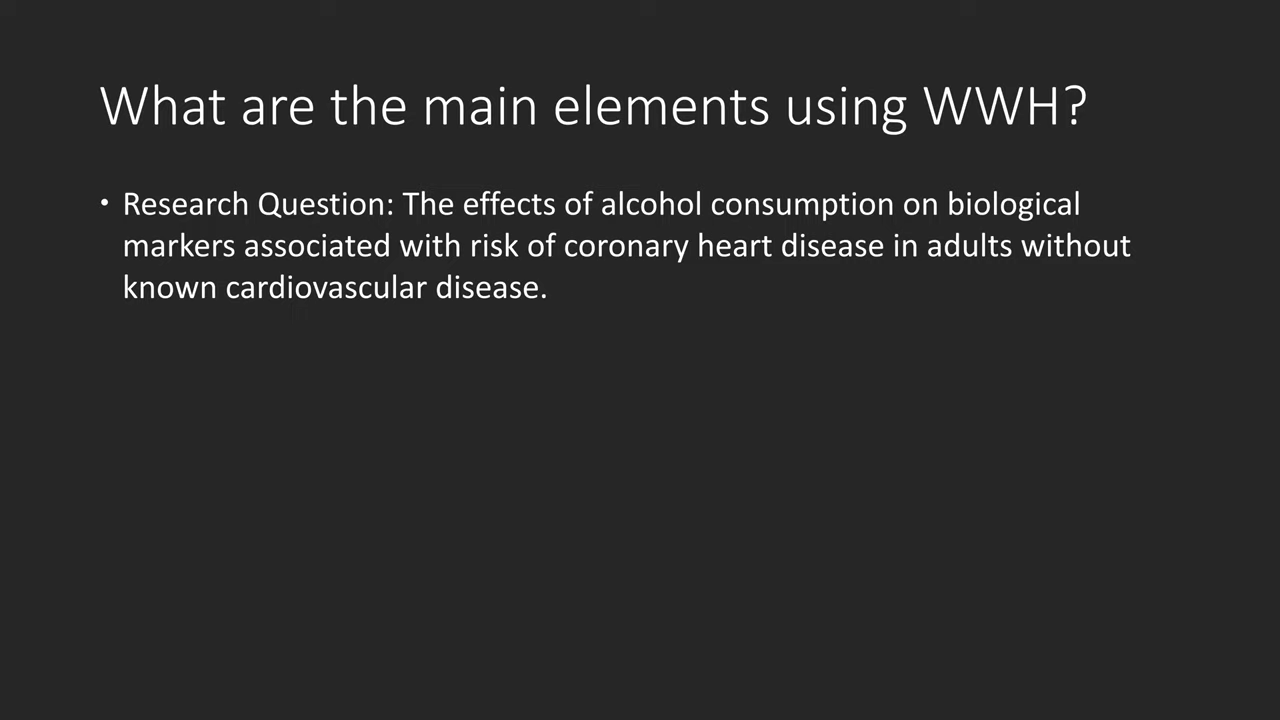 What are the main elements using WWH?
• Research Question: The effects of alcohol consumption on biological
markers associated with risk of coronary heart disease in adults without
known cardiovascular disease.